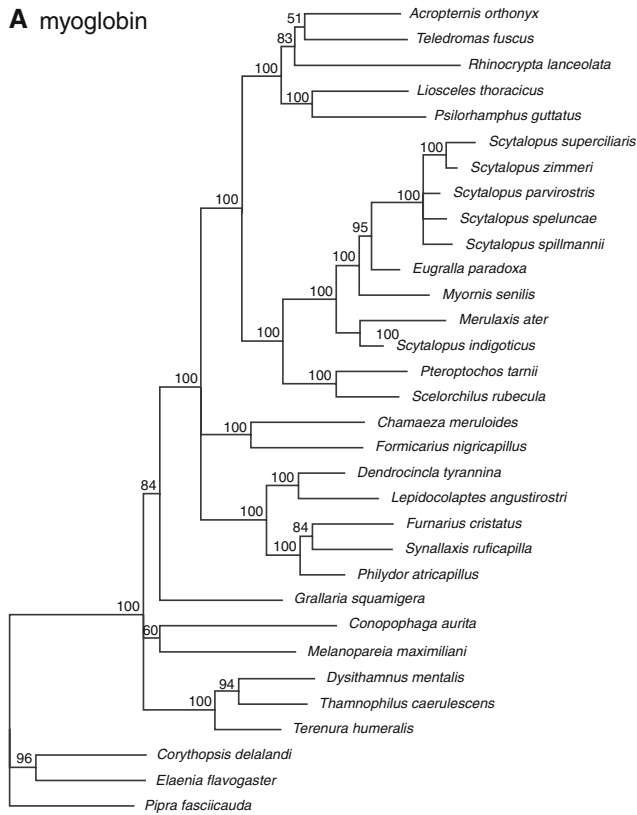 A myoglobin
51
Acropternis orthonyx
83
Teledromas fuscus
Rhinocrypta lanceolata
100
Liosceles thoracicus
100
Psilorhamphus guttatus
100
Scytalopus superciliaris
Scytalopus zimmeri
100
Scytalopus parvirostris
100
Scytalopus speluncae
95
Scytalopus spillmannii
100
Eugralla paradoxa
100
Myornis senilis
Merulaxis ater
100
100
Scytalopus indigoticus
100
Pteroptochos tarnii
100
Scelorchilus rubecula
100
Chamaeza meruloides
100
Formicarius nigricapillus
Dendrocincla tyrannina
100
84
Lepidocolaptes angustirostri
100
Furnarius cristatus
84
Synallaxis ruficapilla
100
Philydor atricapillus
Grallaria squamigera
100
Conopophaga aurita
60
Melanopareia maximiliani
Dysithamnus mentalis
94
100
Thamnophilus caerulescens
Terenura humeralis
96
Corythopsis delalandi
Elaenia flavogaster
Pipra fasciicauda